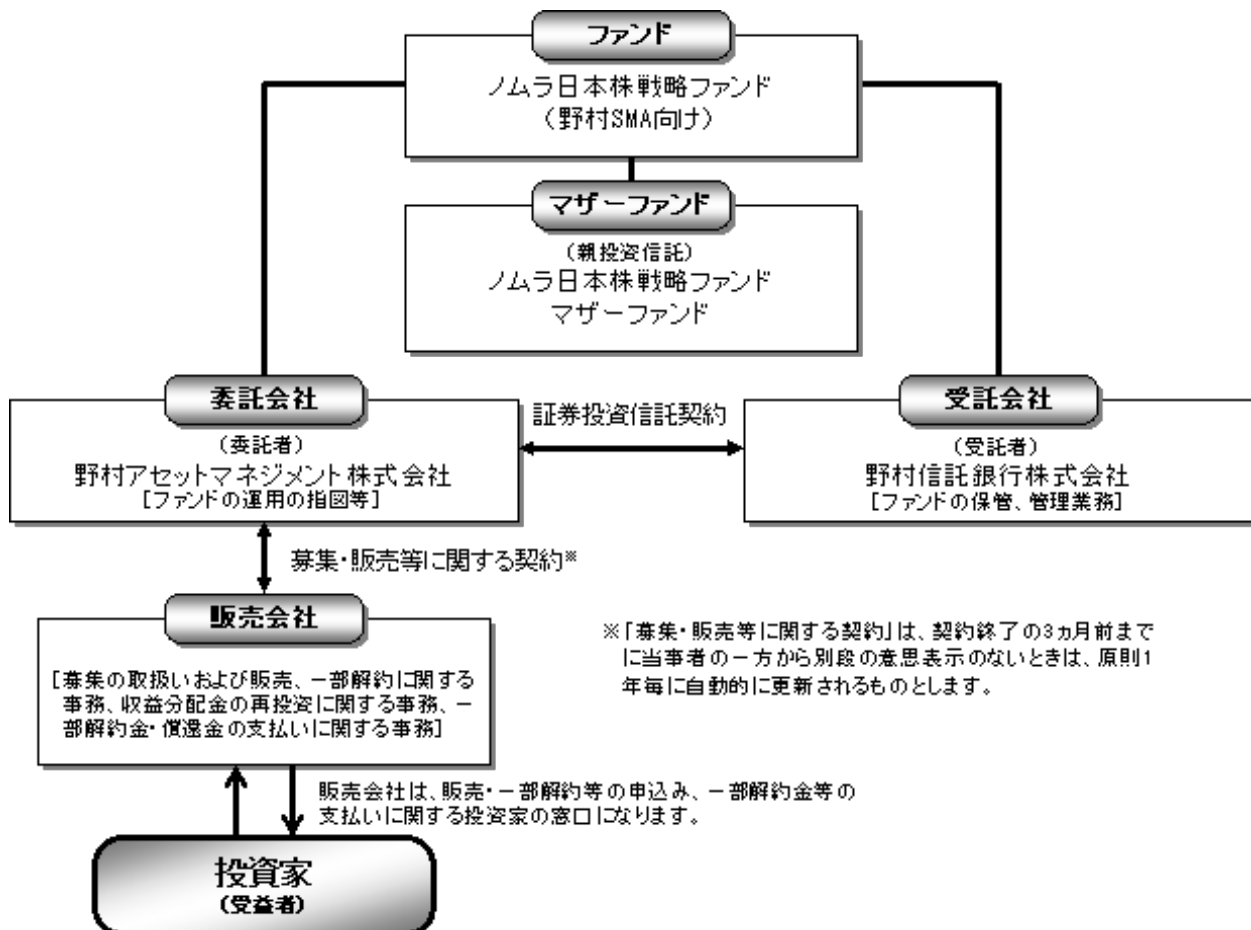 ファンド
ノムラ日本株戦略ファンド
（野村SMA向け）
マザーファンド
（親投資信託）
ノムラ日本株戦略ファンド
マザーファンド
委託会社
（委託者）
野村アセットマネジメント株式会社
［ファンドの運用の指図等］
証券投資信託契約
受託会社
（受託者）
野村信託銀行株式会社
［ファンドの保管、管理業務］
募集・販売等に関する契約※
販売会社
［募集の取扱いおよび販売、一部解約に関する
事務、収益分配金の再投資に関する事務、一
部解約金・償還金の支払いに関する事務］
※「募集・販売等に関する契約」は、契約終了の3ヵ月前まで
に当事者の一方から別段の意思表示のないときは、原則1
年毎に自動的に更新されるものとします。
販売会社は、販売・一部解約等の申込み、一部解約金等の
支払いに関する投資家の窓口になります。
投資家
（受益者）